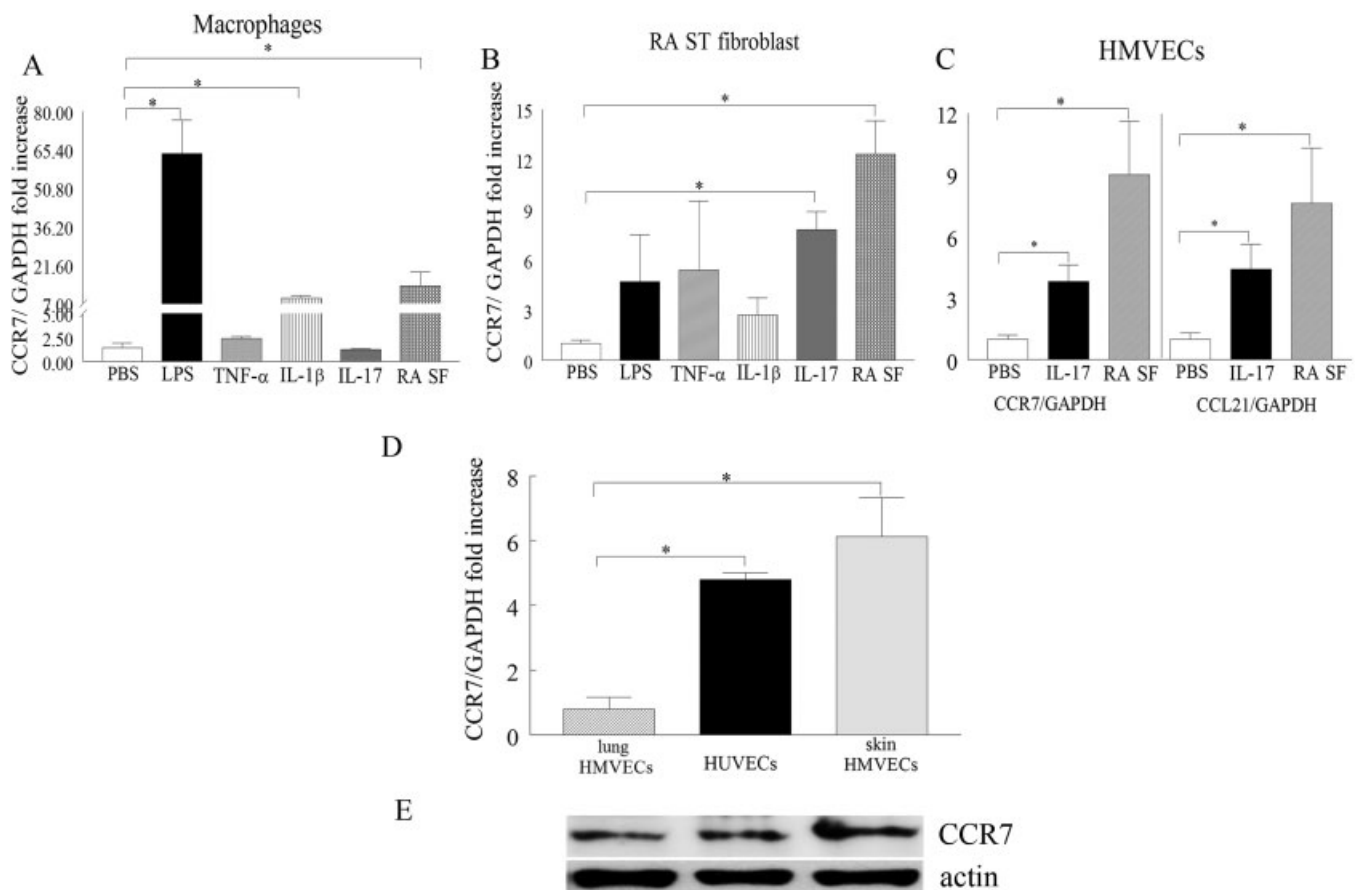 Macrophages
A
*
*
*
CCR7/ GAPDH fold increase
80.00
65.40
50.80
36.20
21.60
7.00
5.00
2.50
0.00
PBS LPS TNF-α IL-1β IL-17 RA SF
RA ST fibroblast
B
*
*
CCR7/ GAPDH fold increase
15
12
9
6
3
0
PBS LPS TNF-α IL-1β IL-17 RA SF
C
HMVECs
*
*
*
*
12
9
6
3
0
PBS IL-17 RA SF PBS IL-17 RA SF
CCR7/GAPDH CCL21/GAPDH
D
*
*
CCR7/GAPDH fold increase
8
6
4
2
0
lung HUVECs skin
HMVECs HMVECs
E
CCR7
actin